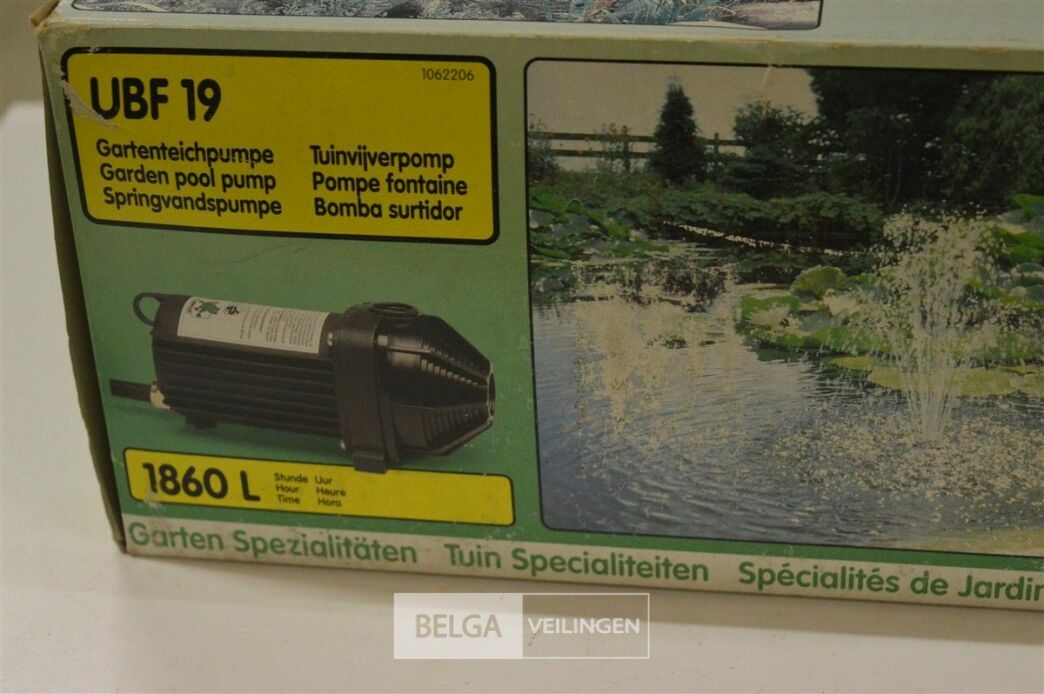 UBF 19
1062206
Gartenteichpumpe
Garden pool pump
Springvandspumpe
Tuinvijverpomp
Pompe fontaine
Bomba surtidor
1860 L
Stunde Uur
Hour Heure
Time Hora
Garten Spezialitäten Tuin Specialiteiten Spécialités de Jardin
BELGA VEILINGEN